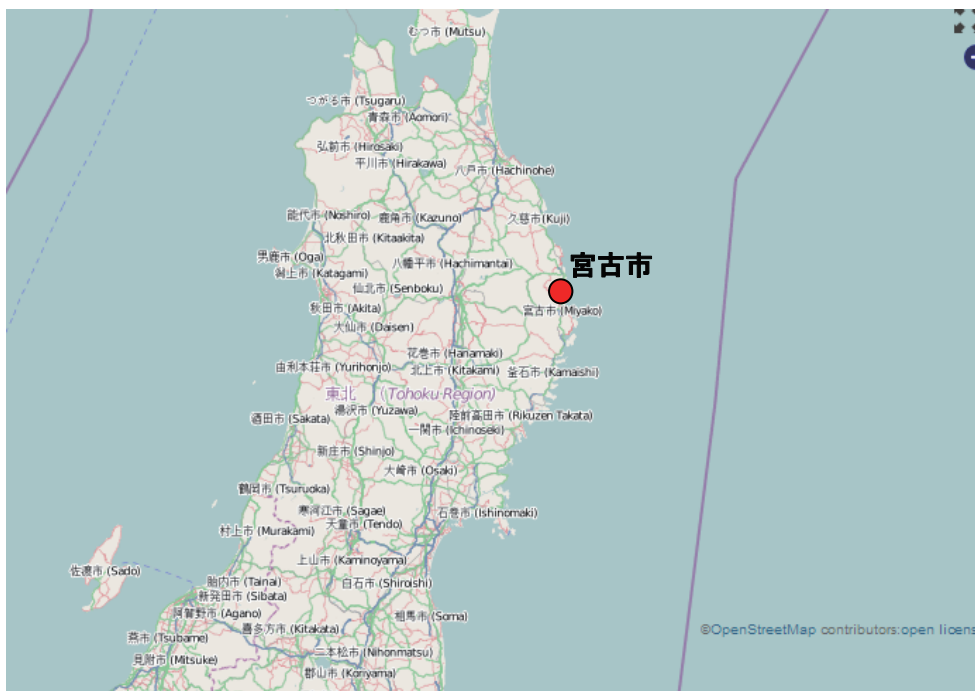 むつ市 (Mutsu)
つがる市 (Tsugaru)
青森市 (Aomori)
弘前市 (Hirosaki)
平川市 (Hirakawa)
八戸市 (Hachinohe)
能代市 (Noshiro)
鹿角市 (Kazuno)
久慈市(Kuji)
北秋田市 (Kitaakita)
男鹿市 (Oga)
八幡平市 (Hachimantai)
宮古市
潟上市 (Katagami)
仙北市 (Senboku)
秋田市 (Akita)
宮古市 (Miyako)
大仙市 (Daisen)
花巻市 (Hanamaki)
由利本荘市 (Yurihonjo)
北上市 (Kitakami)
釜石市 (Kamaishi)
東北 (Tohoku Region)
湯沢市 (Yuzawa)
酒田市 (Sakata)
陸前高田市 (Rikuzen Takata)
一関市 (Ichinoseki)
新庄市 (Shinjo)
大崎市 (Osaki)
鶴岡市 (Tsuruoka)
寒河江市 (Sagae)
石巻市 (Ishinomaki)
天童市 (Tendo)
村上市 (Murakami)
上山市 (Kaminoyama)
佐渡市 (Sado)
胎内市 (Tainai)
白石市 (Shiroishi)
新発田市 (Sibata)
阿賀野市 (Agano)
相馬市 (Soma)
喜多方市 (Kitakata)
燕市 (Tsubame)
©OpenStreetMap contributors:open licens
二本松市 (Nihonmatsu)
見附市 (Mitsuke)
郡山市 (Koriyama)